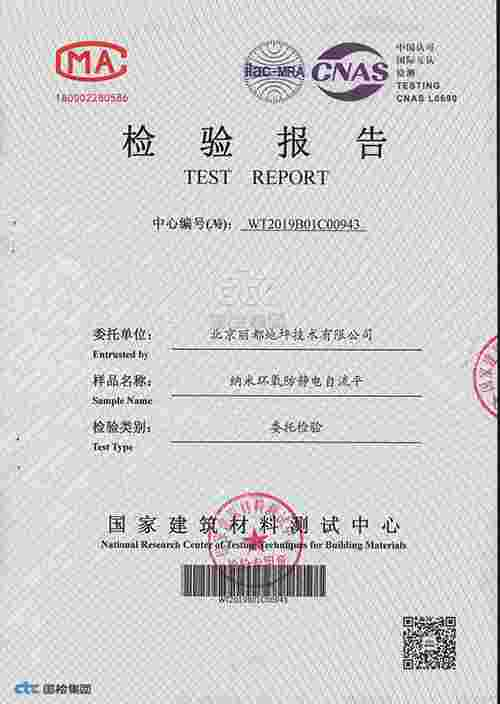 MA
180902280586
ilac-MRA
CNAS
中国认可
国际互认
检测
TESTING
CNAS L0690
检验报告
TEST REPORT
中心编号(№): WT2019B01C00943
委托单位: 北京丽都地坪技术有限公司
Entrusted by
样品名称: 纳米环氧防静电自流平
Sample Name
检验类别: 委托检验
Test Type
国家建筑材料测试中心
National Research Center of Testing Techniques for Building Materials
WT2019B01C00943
ctc 国检集团